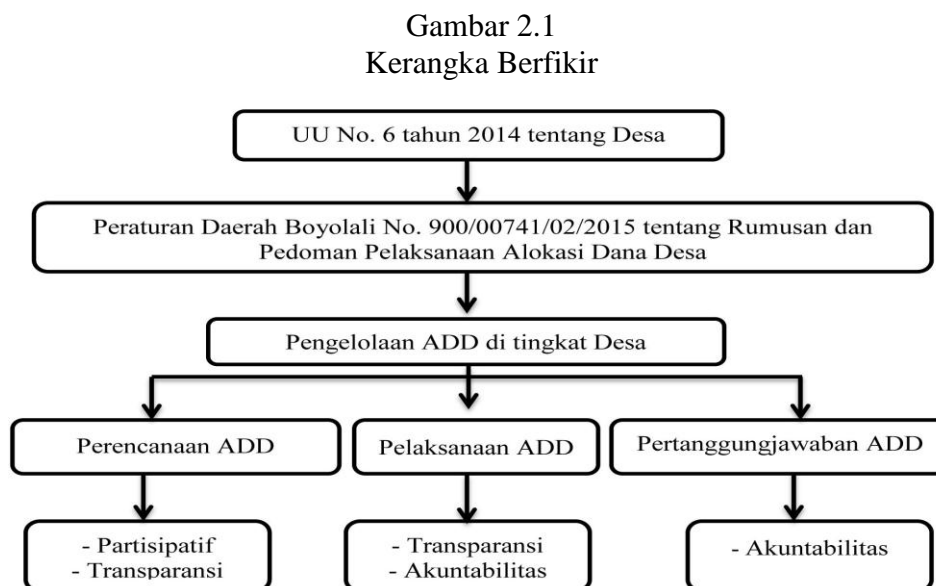 Gambar 2.1
Kerangka Berfikir
UU No. 6 tahun 2014 tentang Desa
Peraturan Daerah Boyolali No. 900/00741/02/2015 tentang Rumusan dan
Pedoman Pelaksanaan Alokasi Dana Desa
Pengelolaan ADD di tingkat Desa
Perencanaan ADD
Pelaksanaan ADD
Pertanggungjawaban ADD
- Partisipatif
- Transparansi
- Transparansi
- Akuntabilitas
- Akuntabilitas